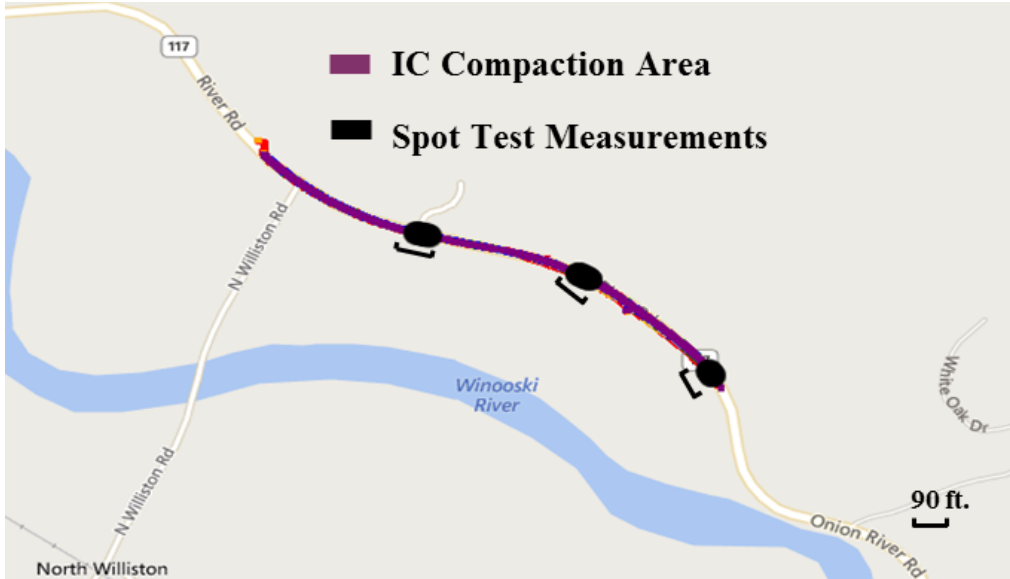 117
River Rd
IC Compaction Area
Spot Test Measurements
N Williston Rd
Winooski
River
White Oak Dr
N Williston Rd
90 ft.
Onion River Rd
North Williston